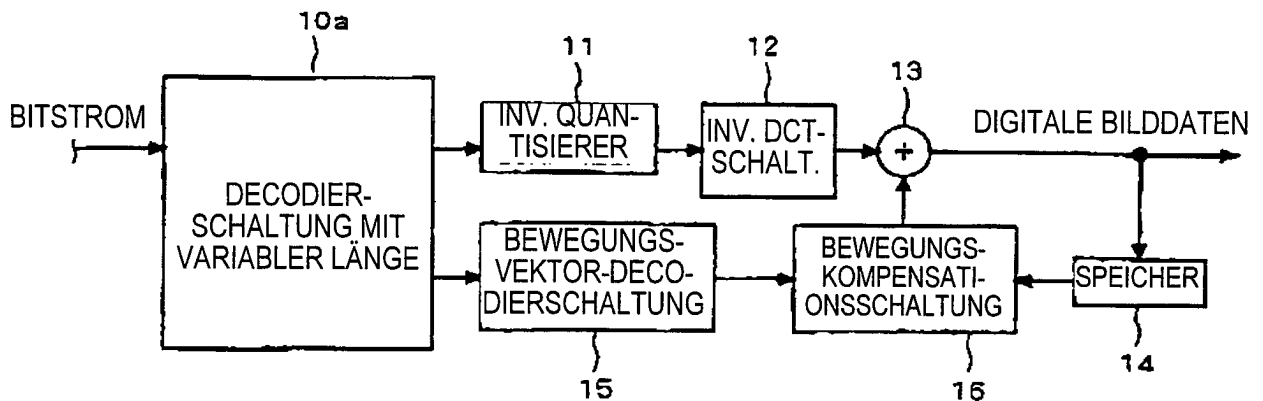 10a
11
12
13
BITSTROM
DECODIER-
SCHALTUNG MIT
VARIABLER LÄNGE
INV. QUAN-
TISIERER
INV. DCT-
SCHALT.
+
DIGITALE BILDDATEN
BEWEGUNGS-
VEKTOR-DECO-
DIERSCHALTUNG
BEWEGUNGS-
KOMPENSATI-
ONSSCHALTUNG
SPEICHER
15
16
14